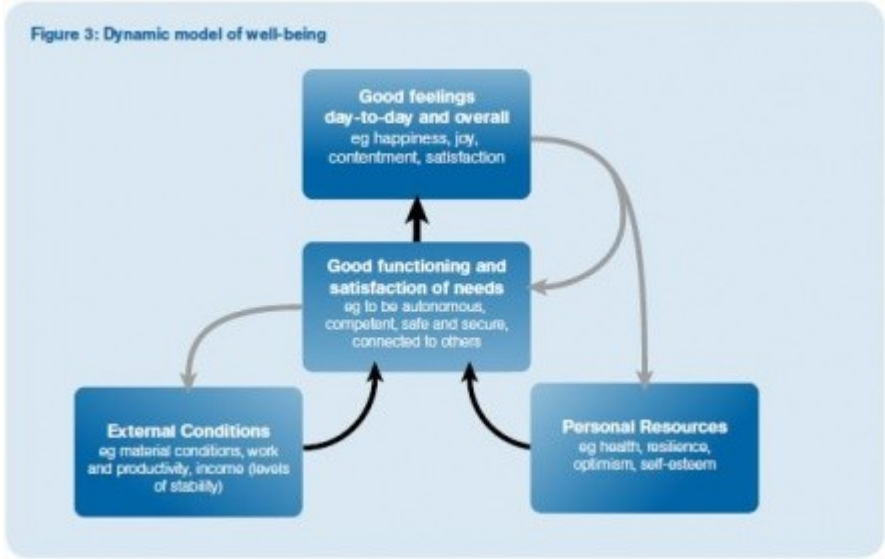 Figure 3: Dynamic model of well-being
Good feelings
day-to-day and overall
eg happiness, joy,
contentment, satisfaction
Good functioning and
satisfaction of needs
eg to be autonomous,
competent, safe and secure,
connected to others
External Conditions
eg material conditions, work
and productivity, income (levels
of stability)
Personal Resources
eg health, resilience,
optimism, self-esteem